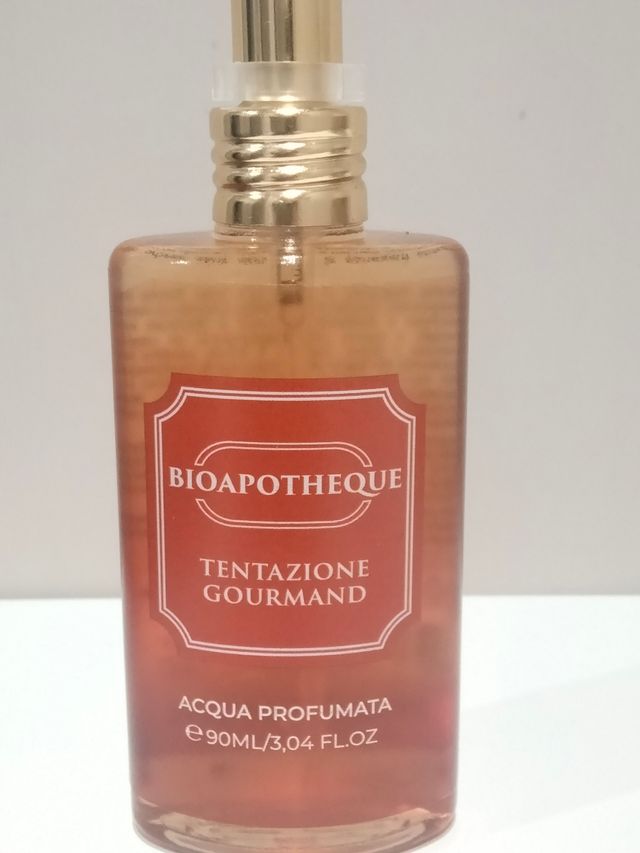 BIOAPOTHEQUE
TENTAZIONE
GOURMAND
ACQUA PROFUMATA
℮90ML/3,04 FL.OZ